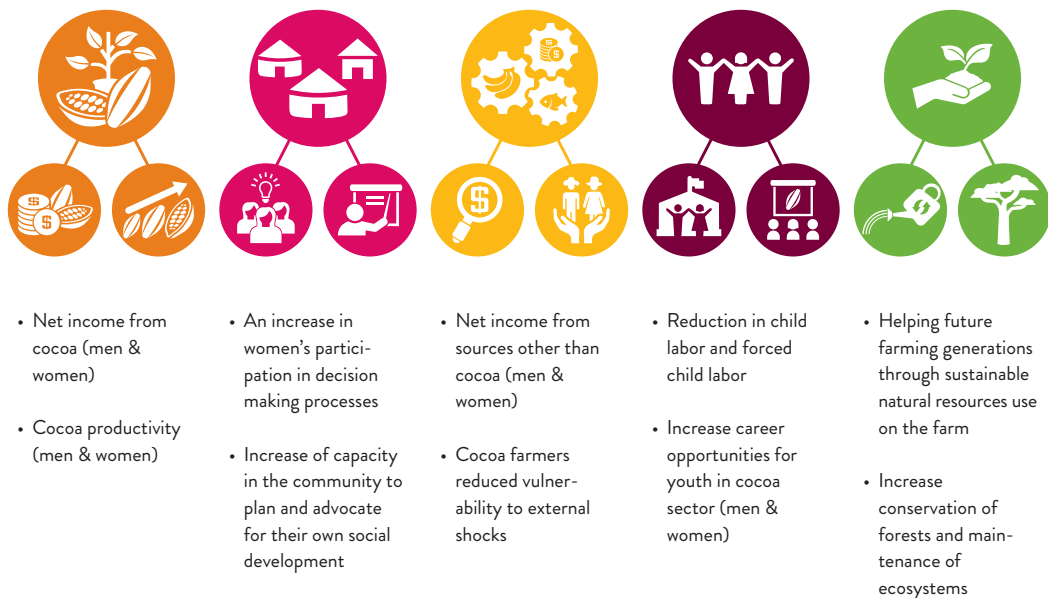 • Net income from
cocoa (men &
women)
• Cocoa productivity
(men & women)
• An increase in
women's partici-
pation in decision
making processes
• Increase of capacity
in the community to
plan and advocate
for their own social
development
• Net income from
sources other than
cocoa (men &
women)
• Cocoa farmers
reduced vulner-
ability to external
shocks
• Reduction in child
labor and forced
child labor
• Increase career
opportunities for
youth in cocoa
sector (men &
women)
• Helping future
farming generations
through sustainable
natural resources use
on the farm
• Increase
conservation of
forests and main-
tenance of
ecosystems